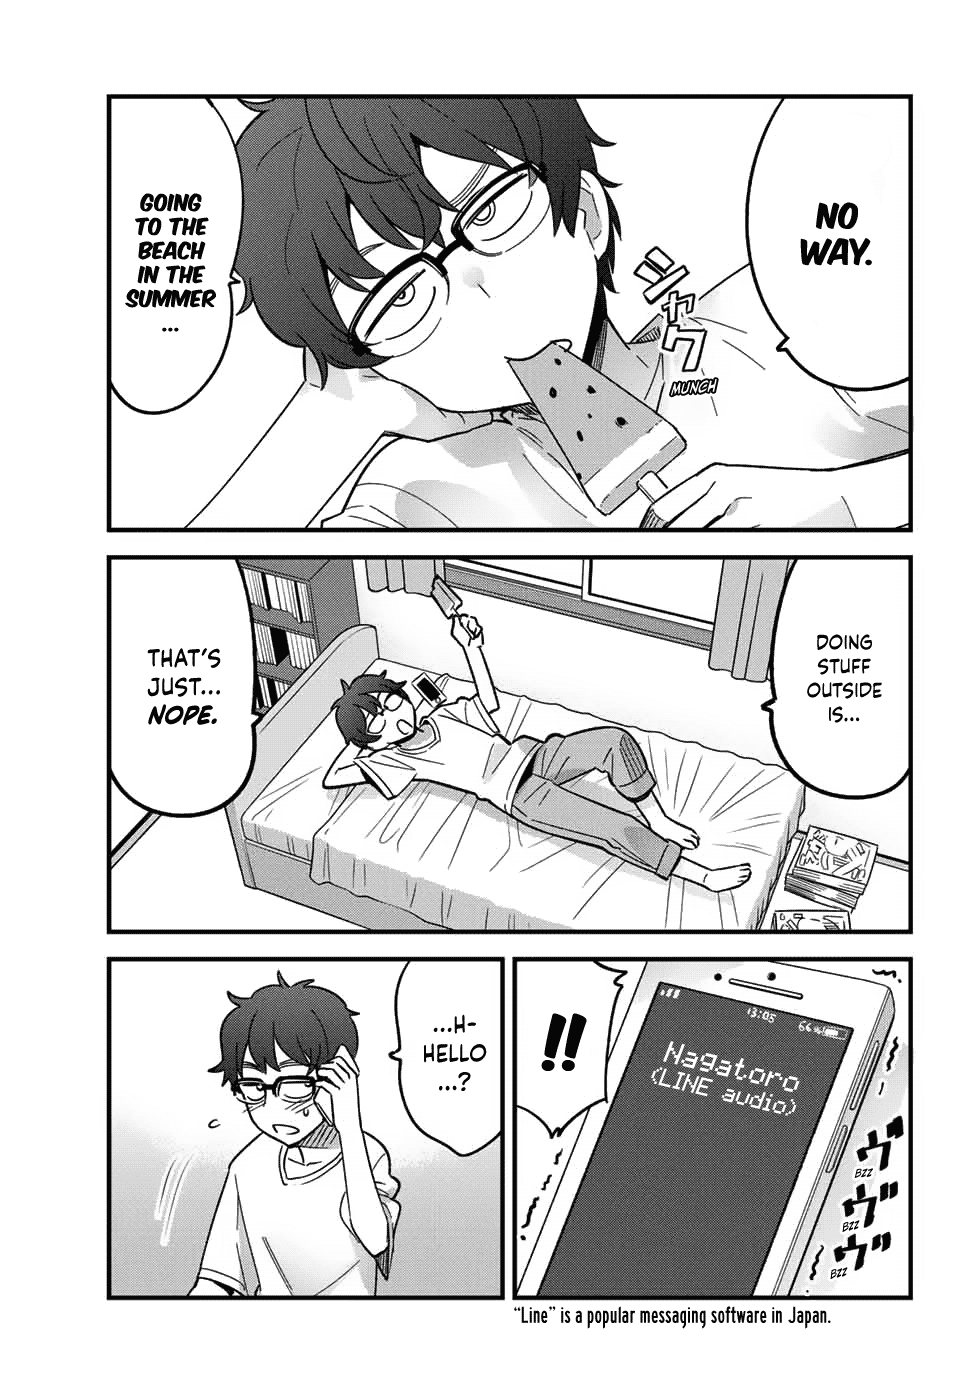 NO
WAY.
シャク
MUNCH
GOING
TO THE
BEACH
IN THE
SUMMER
...
DOING
STUFF
OUTSIDE
IS...
THAT'S
JUST...
NOPE.
13:05
66%
Nagatoro
(LINE audio)
!!
ヴ
BZZ
ヴ
BZZ
ヴ
BZZ
...H-
HELLO
...?
"Line" is a popular messaging software in Japan.